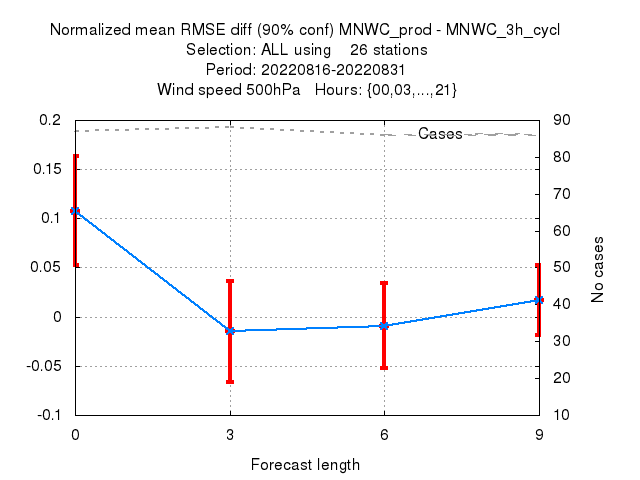 Normalized mean RMSE diff (90% conf) MNWC_prod - MNWC_3h_cycl
Selection: ALL using    26 stations
Period: 20220816-20220831
Wind speed 500hPa   Hours: {00,03,...,21}
0.2
0.15
0.1
0.05
0
-0.05
-0.1
Cases
90
80
70
60
50
40
30
20
10
No cases
0 3 6 9
Forecast length